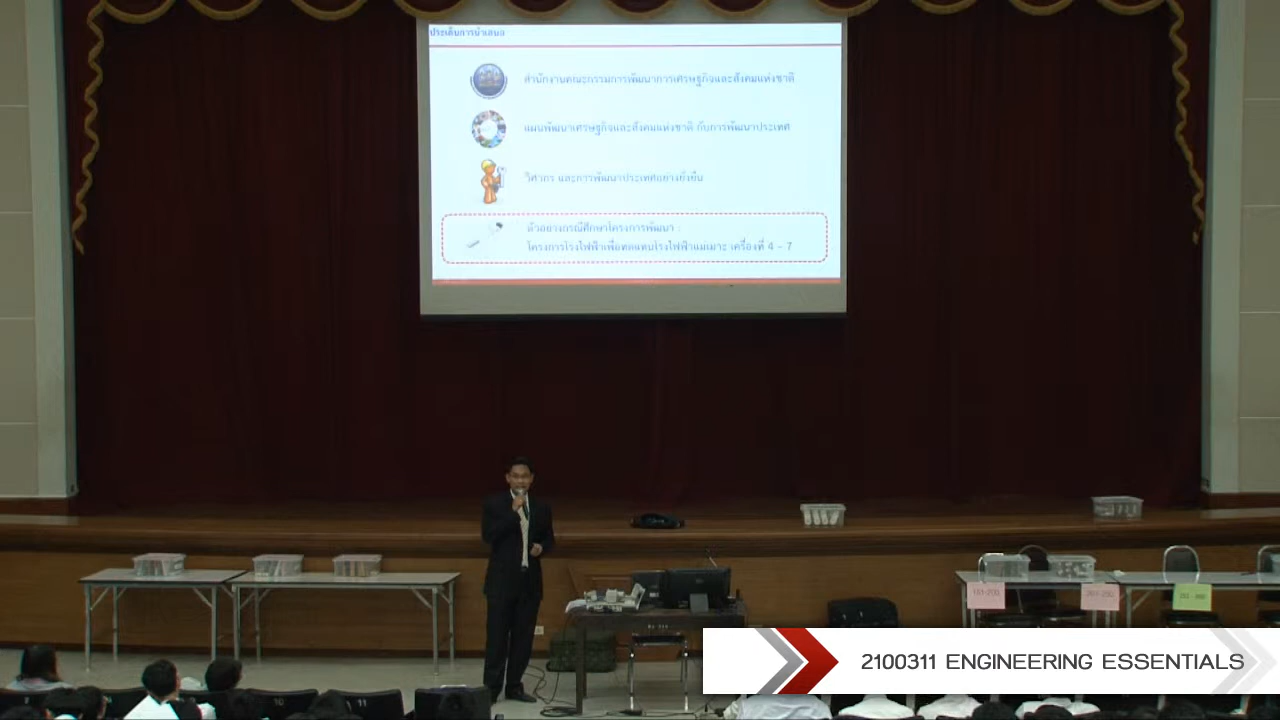 ประเด็นการนำเสนอ
สำนักงานคณะกรรมการพัฒนาการเศรษฐกิจและสังคมแห่งชาติ
แผนพัฒนาเศรษฐกิจและสังคมแห่งชาติ กับการพัฒนาประเทศ
วิศวกร และการพัฒนาประเทศอย่างยั่งยืน
ตัวอย่างกรณีศึกษาโครงการพัฒนา :
โครงการโรงไฟฟ้าเพื่อทดแทนโรงไฟฟ้าแม่เมาะ เครื่องที่ 4 - 7
2100311 ENGINEERING ESSENTIALS